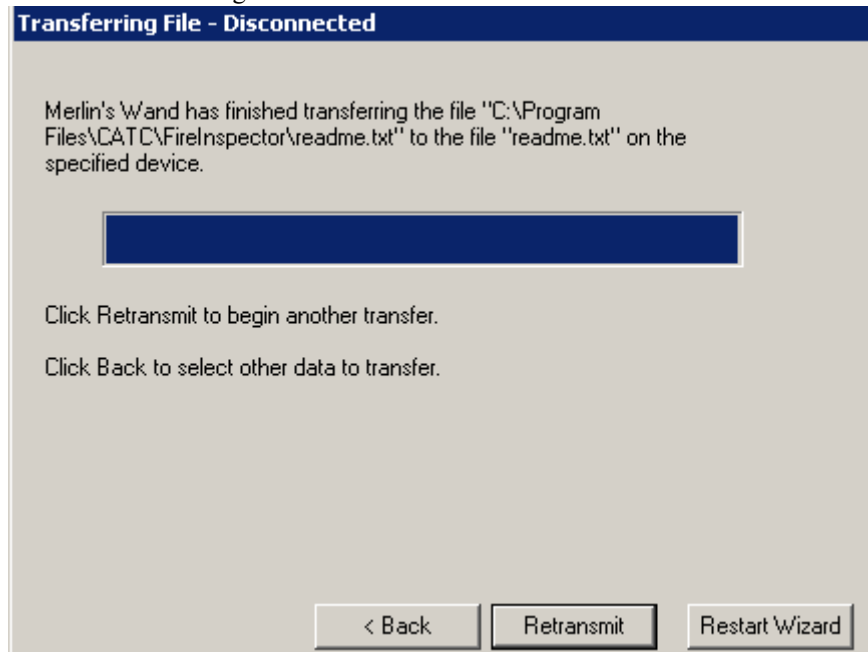 Transferring File - Disconnected
Merlin's Wand has finished transferring the file "C:\Program
Files\CATC\FireInspector\readme.txt" to the file "readme.txt" on the
specified device.
Click Retransmit to begin another transfer.
Click Back to select other data to transfer.
< Back Retransmit Restart Wizard